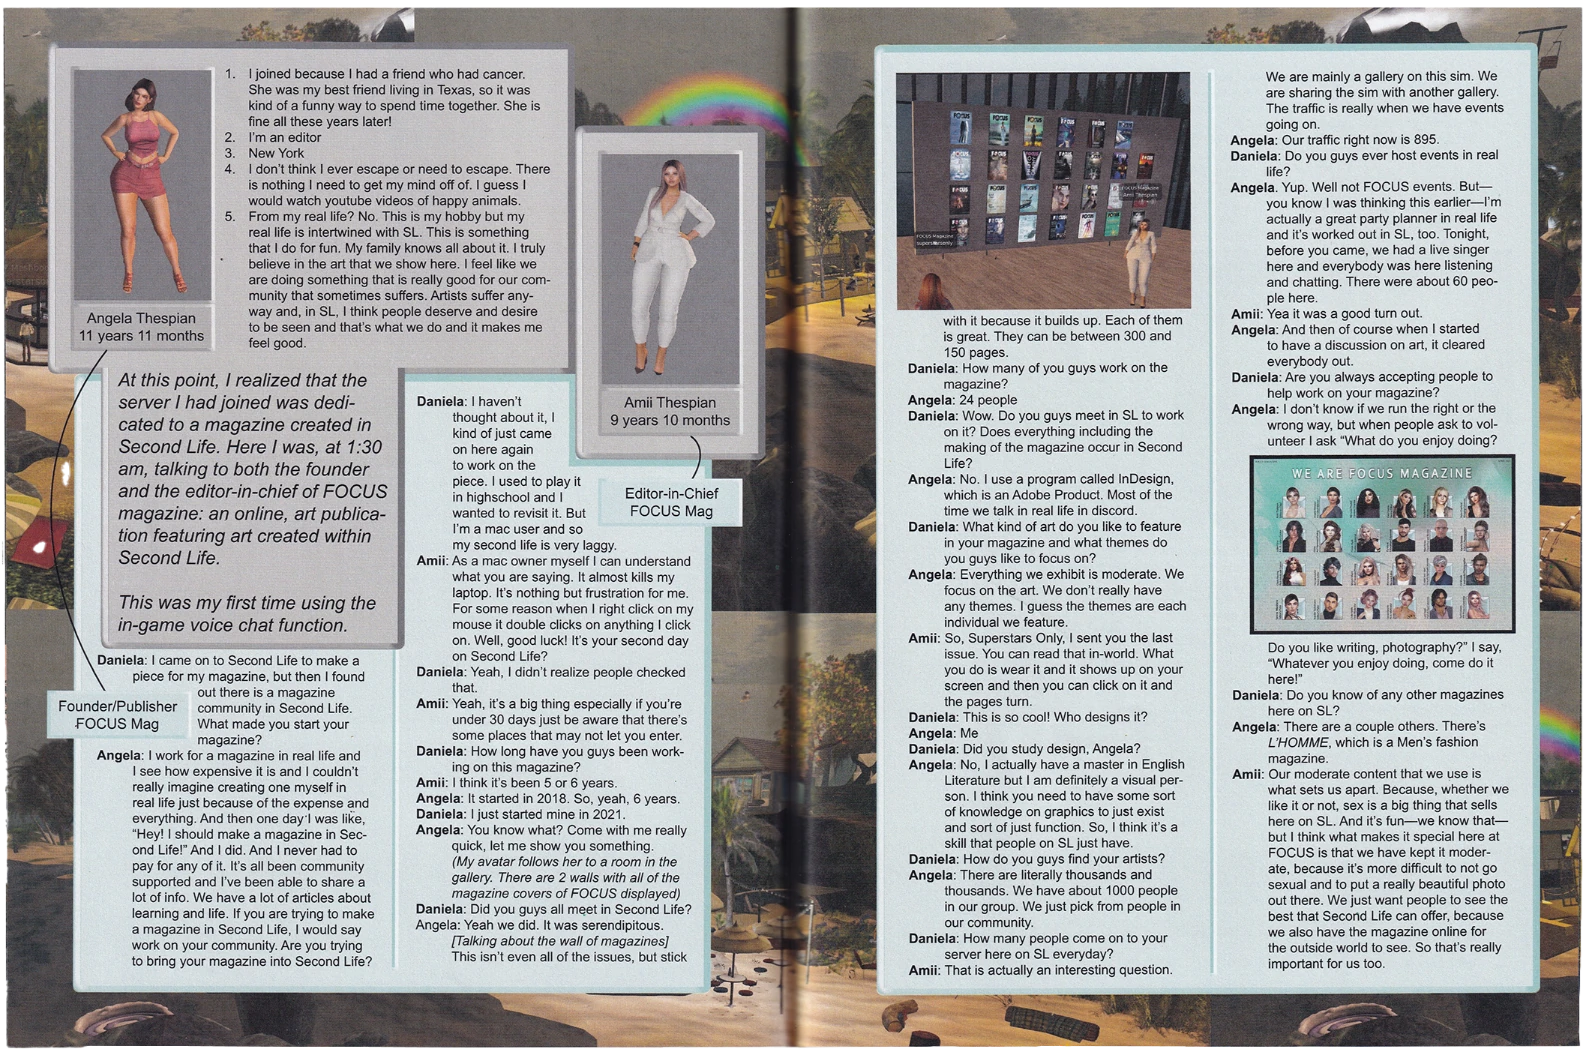 Angela Thespian
11 years 11 months
1. I joined because I had a friend who had cancer.
She was my best friend living in Texas, so it was
kind of a funny way to spend time together. She is
fine all these years later!
2. I'm an editor
3. New York
4. I don't think I ever escape or need to escape. There
is nothing I need to get my mind off of. I guess I
would watch youtube videos of happy animals.
5. From my real life? No. This is my hobby but my
real life is intertwined with SL. This is something
that I do for fun. My family knows all about it. I truly
believe in the art that we show here. I feel like we
are doing something that is really good for our com-
munity that sometimes suffers. Artists suffer any-
way and, in SL, I think people deserve and desire
to be seen and that's what we do and it makes me
feel good.
Amii Thespian
9 years 10 months
Editor-in-Chief
FOCUS Mag
At this point, I realized that the
server I had joined was dedi-
cated to a magazine created in
Second Life. Here I was, at 1:30
am, talking to both the founder
and the editor-in-chief of FOCUS
magazine: an online, art publica-
tion featuring art created within
Second Life.
This was my first time using the
in-game voice chat function.
Founder/Publisher
FOCUS Mag
Daniela: I came on to Second Life to make a
piece for my magazine, but then I found
out there is a magazine
community in Second Life.
What made you start your
magazine?
Angela: I work for a magazine in real life and
I see how expensive it is and I couldn't
really imagine creating one myself in
real life just because of the expense and
everything. And then one day I was like,
"Hey! I should make a magazine in Sec-
ond Life!" And I did. And I never had to
pay for any of it. It's all been community
supported and I've been able to share a
lot of info. We have a lot of articles about
learning and life. If you are trying to make
a magazine in Second Life, I would say
work on your community. Are you trying
to bring your magazine into Second Life?
Daniela: I haven't
thought about it, I
kind of just came
on here again
to work on the
piece. I used to play it
in highschool and I
wanted to revisit it. But
I'm a mac user and so
my second life is very laggy.
Amii: As a mac owner myself I can understand
what you are saying. It almost kills my
laptop. It's nothing but frustration for me.
For some reason when I right click on my
mouse it double clicks on anything I click
on. Well, good luck! It's your second day
on Second Life?
Daniela: Yeah, I didn't realize people checked
that.
Amii: Yeah, it's a big thing especially if you're
under 30 days just be aware that there's
some places that may not let you enter.
Daniela: How long have you guys been work-
ing on this magazine?
Amii: I think it's been 5 or 6 years.
Angela: It started in 2018. So, yeah, 6 years.
Daniela: I just started mine in 2021.
Angela: You know what? Come with me really
quick, let me show you something.
(My avatar follows her to a room in the
gallery. There are 2 walls with all of the
magazine covers of FOCUS displayed)
Daniela: Did you guys all meet in Second Life?
Angela: Yeah we did. It was serendipitous.
[Talking about the wall of magazines]
This isn't even all of the issues, but stick
with it because it builds up. Each of them
is great. They can be between 300 and
150 pages.
Daniela: How many of you guys work on the
magazine?
Angela: 24 people
Daniela: Wow. Do you guys meet in SL to work
on it? Does everything including the
making of the magazine occur in Second
Life?
Angela: No. I use a program called InDesign,
which is an Adobe Product. Most of the
time we talk in real life in discord.
Daniela: What kind of art do you like to feature
in your magazine and what themes do
you guys like to focus on?
Angela: Everything we exhibit is moderate. We
focus on the art. We don't really have
any themes. I guess the themes are each
individual we feature.
Amii: So, Superstars Only, I sent you the last
issue. You can read that in-world. What
you do is wear it and it shows up on your
screen and then you can click on it and
the pages turn.
Daniela: This is so cool! Who designs it?
Angela: Me
Daniela: Did you study design, Angela?
Angela: No, I actually have a master in English
Literature but I am definitely a visual per-
son. I think you need to have some sort
of knowledge on graphics to just exist
and sort of just function. So, I think it's a
skill that people on SL just have.
Daniela: How do you guys find your artists?
Angela: There are literally thousands and
thousands. We have about 1000 people
in our group. We just pick from people in
our community.
Daniela: How many people come on to your
server here on SL everyday?
Amii: That is actually an interesting question.
We are mainly a gallery on this sim. We
are sharing the sim with another gallery.
The traffic is really when we have events
going on.
Angela: Our traffic right now is 895.
Daniela: Do you guys ever host events in real
life?
Angela. Yup. Well not FOCUS events. But—
you know I was thinking this earlier—I'm
actually a great party planner in real life
and it's worked out in SL, too. Tonight,
before you came, we had a live singer
here and everybody was here listening
and chatting. There were about 60 peo-
ple here.
Amii: Yea it was a good turn out.
Angela: And then of course when I started
to have a discussion on art, it cleared
everybody out.
Daniela: Are you always accepting people to
help work on your magazine?
Angela: I don't know if we run the right or the
wrong way, but when people ask to vol-
unteer I ask "What do you enjoy doing?
WE ARE FOCUS MAGAZINE
Do you like writing, photography?" I say,
"Whatever you enjoy doing, come do it
here!"
Daniela: Do you know of any other magazines
here on SL?
Angela: There are a couple others. There's
L'HOMME, which is a Men's fashion
magazine.
Amii: Our moderate content that we use is
what sets us apart. Because, whether we
like it or not, sex is a big thing that sells
here on SL. And it's fun—we know that—
but I think what makes it special here at
FOCUS is that we have kept it moder-
ate, because it's more difficult to not go
sexual and to put a really beautiful photo
out there. We just want people to see the
best that Second Life can offer, because
we also have the magazine online for
the outside world to see. So that's really
important for us too.